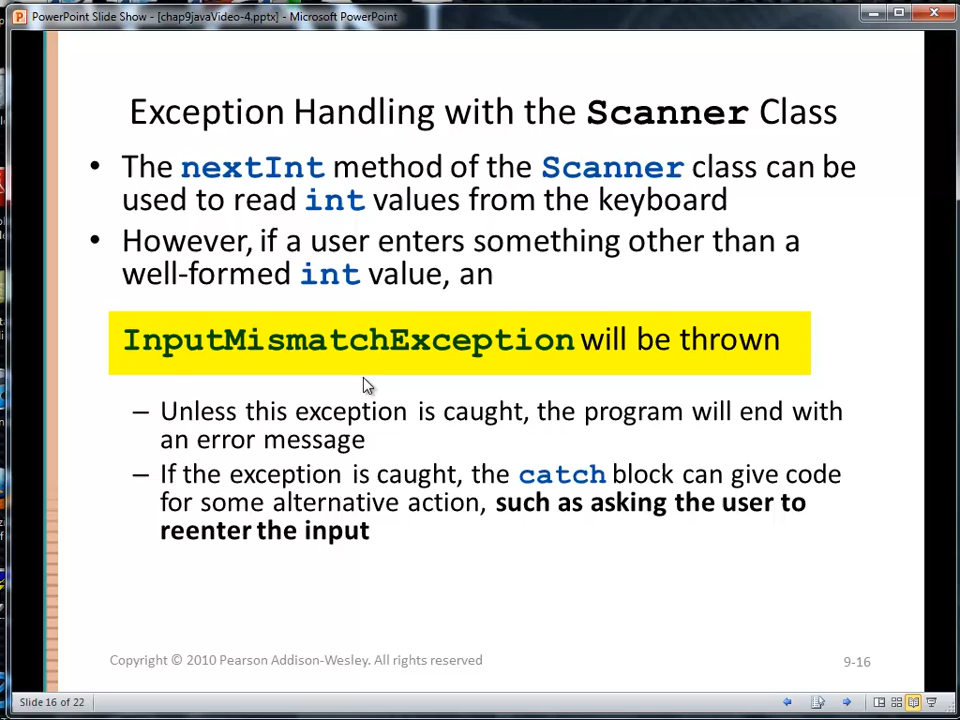 PowerPoint Slide Show - [chap9javaVideo-4.pptx] - Microsoft PowerPoint
Exception Handling with the Scanner Class
• The nextInt method of the Scanner class can be
used to read int values from the keyboard
• However, if a user enters something other than a
well-formed int value, an
InputMismatchException will be thrown
– Unless this exception is caught, the program will end with
an error message
– If the exception is caught, the catch block can give code
for some alternative action, such as asking the user to
reenter the input
Copyright © 2010 Pearson Addison-Wesley. All rights reserved
9-16
Slide 16 of 22